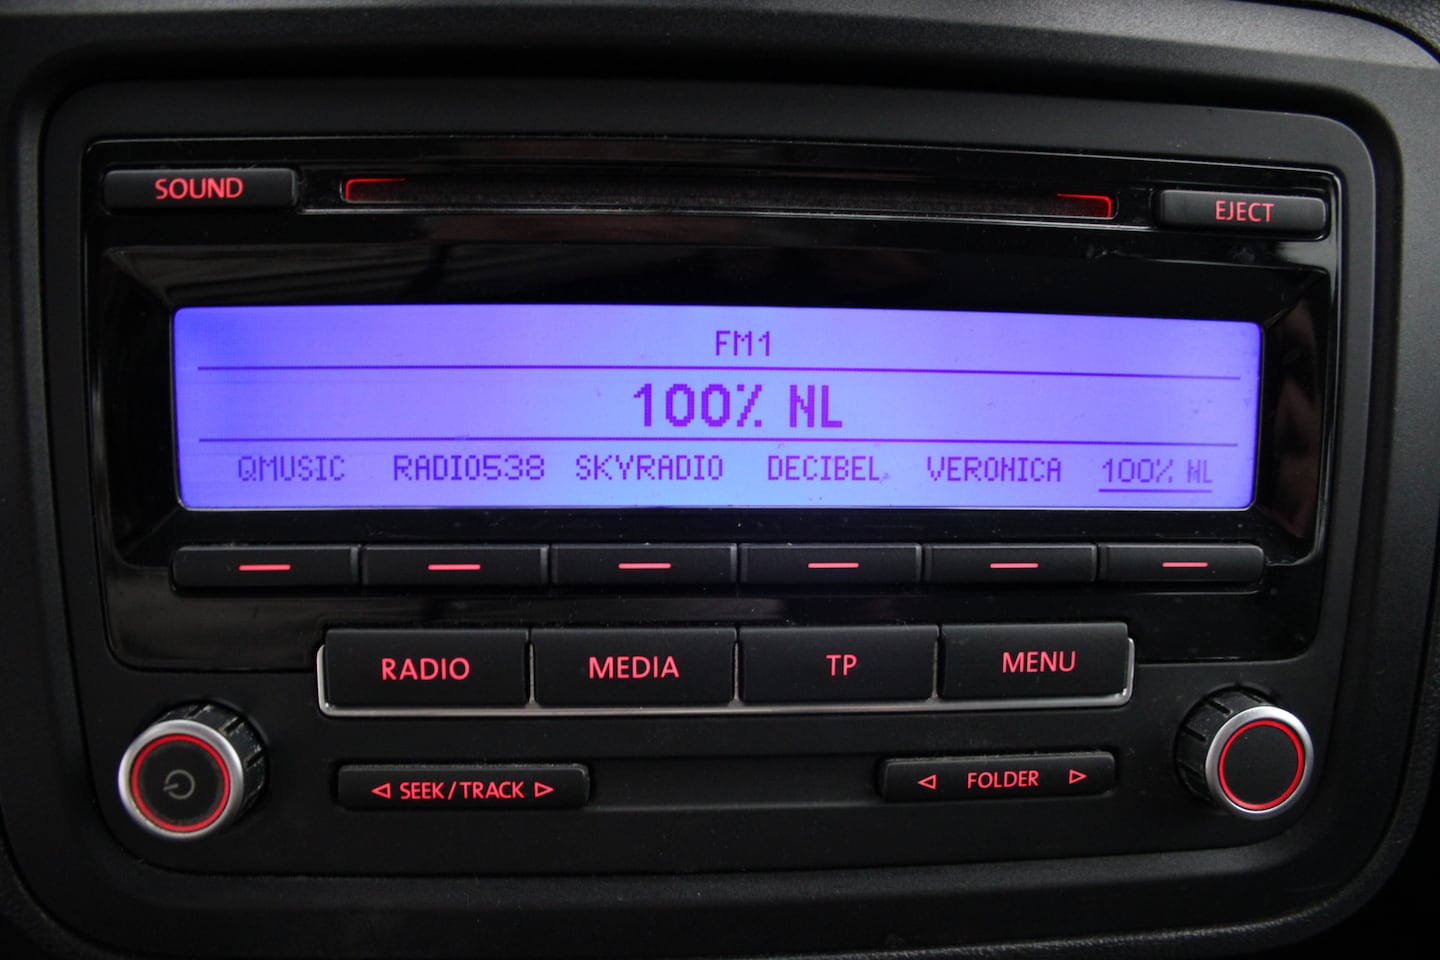 SOUND
EJECT
FM1
100% NL
QMUSIC RADIO538 SKYRADIO DECIBEL VERONICA 100% NL
RADIO MEDIA TP MENU
SEEK/TRACK
FOLDER